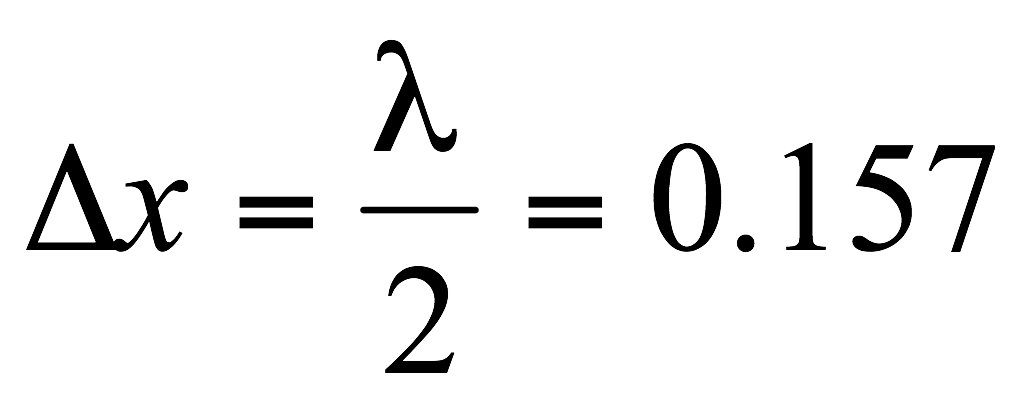 Δx = λ/2 = 0.157